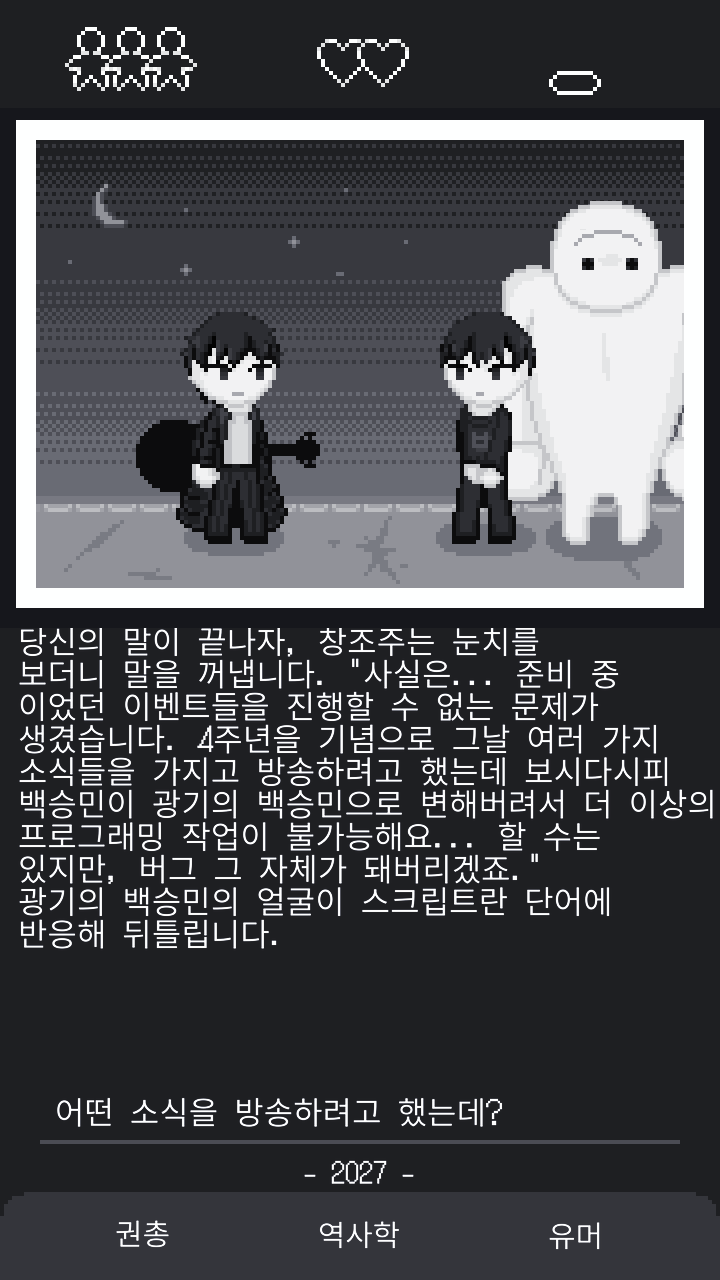 당신의 말이 끝나자, 창조주는 눈치를
보더니 말을 꺼냅니다. "사실은... 준비 중
이었던 이벤트들을 진행할 수 없는 문제가
생겼습니다. 4주년을 기념으로 그날 여러 가지
소식들을 가지고 방송하려고 했는데 보시다시피
백승민이 광기의 백승민으로 변해버려서 더 이상의
프로그래밍 작업이 불가능해요... 할 수는
있지만, 버그 그 자체가 돼버리겠죠."
광기의 백승민의 얼굴이 스크립트란 단어에
반응해 뒤틀립니다.
어떤 소식을 방송하려고 했는데?
- 2027 -
권총 역사학 유머